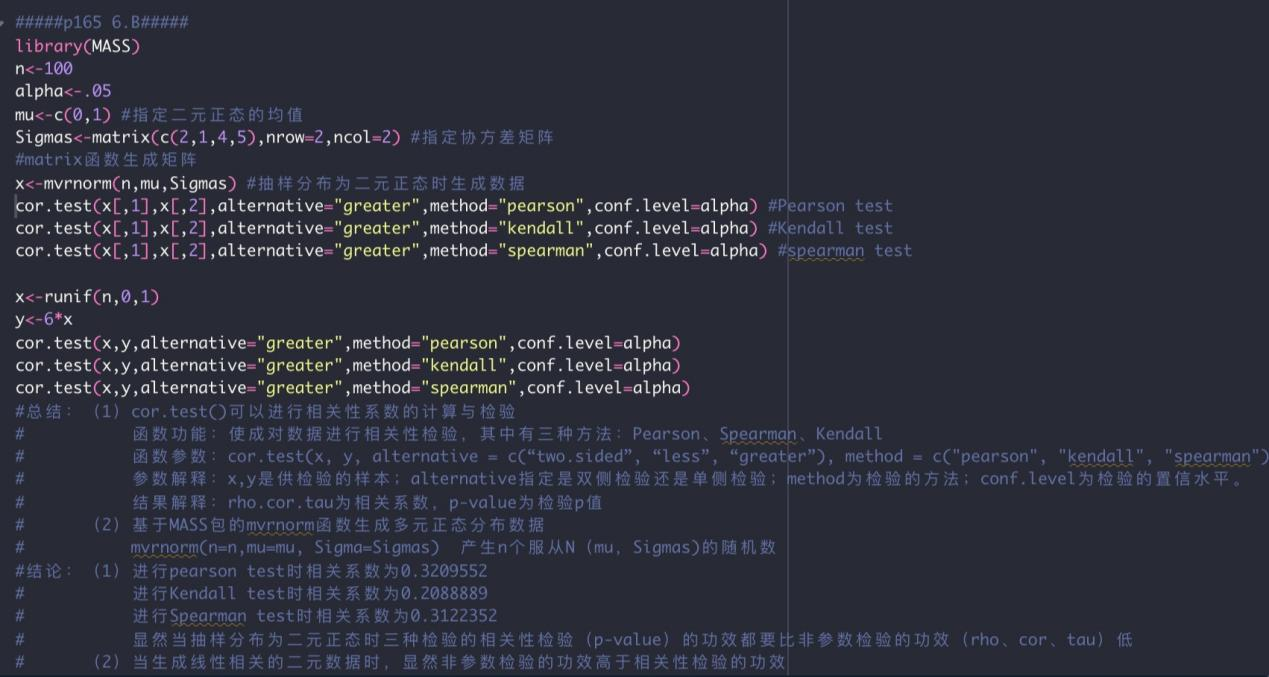 #####p165 6.B#####
library(MASS)
n<-100
alpha<-.05
mu<-c(0,1) #指定二元正态的均值
Sigmas<-matrix(c(2,1,4,5),nrow=2,ncol=2) #指定协方差矩阵
#matrix函数生成矩阵
x<-mvrnorm(n,mu,Sigmas) #抽样分布为二元正态时生成数据
cor.test(x[,1],x[,2],alternative="greater",method="pearson",conf.level=alpha) #Pearson test
cor.test(x[,1],x[,2],alternative="greater",method="kendall",conf.level=alpha) #Kendall test
cor.test(x[,1],x[,2],alternative="greater",method="spearman",conf.level=alpha) #spearman test
x<-runif(n,0,1)
y<-6*x
cor.test(x,y,alternative="greater",method="pearson",conf.level=alpha)
cor.test(x,y,alternative="greater",method="kendall",conf.level=alpha)
cor.test(x,y,alternative="greater",method="spearman",conf.level=alpha)
#总结： (1) cor.test()可以进行相关性系数的计算与检验
# 函数功能：使成对数据进行相关性检验，其中有三种方法：Pearson、Spearman、Kendall
# 函数参数：cor.test(x, y, alternative = c(“two.sided”, “less”, “greater”), method = c("pearson", "kendall", "spearman")
# 参数解释：x,y是供检验的样本；alternative指定是双侧检验还是单侧检验；method为检验的方法；conf.level为检验的置信水平。
# 结果解释：rho.cor.tau为相关系数，p-value为检验p值
# (2) 基于MASS包的mvrnorm函数生成多元正态分布数据
# mvrnorm(n=n,mu=mu, Sigma=Sigmas) 产生n个服从N（mu, Sigmas)的随机数
#结论： (1) 进行pearson test时相关系数为0.3209552
# 进行Kendall test时相关系数为0.2088889
# 进行Spearman test时相关系数为0.3122352
# 显然当抽样分布为二元正态时三种检验的相关性检验（p-value）的功效都要比非参数检验的功效（rho、cor、tau）低
# (2) 当生成线性相关的二元数据时，显然非参数检验的功效高于相关性检验的功效